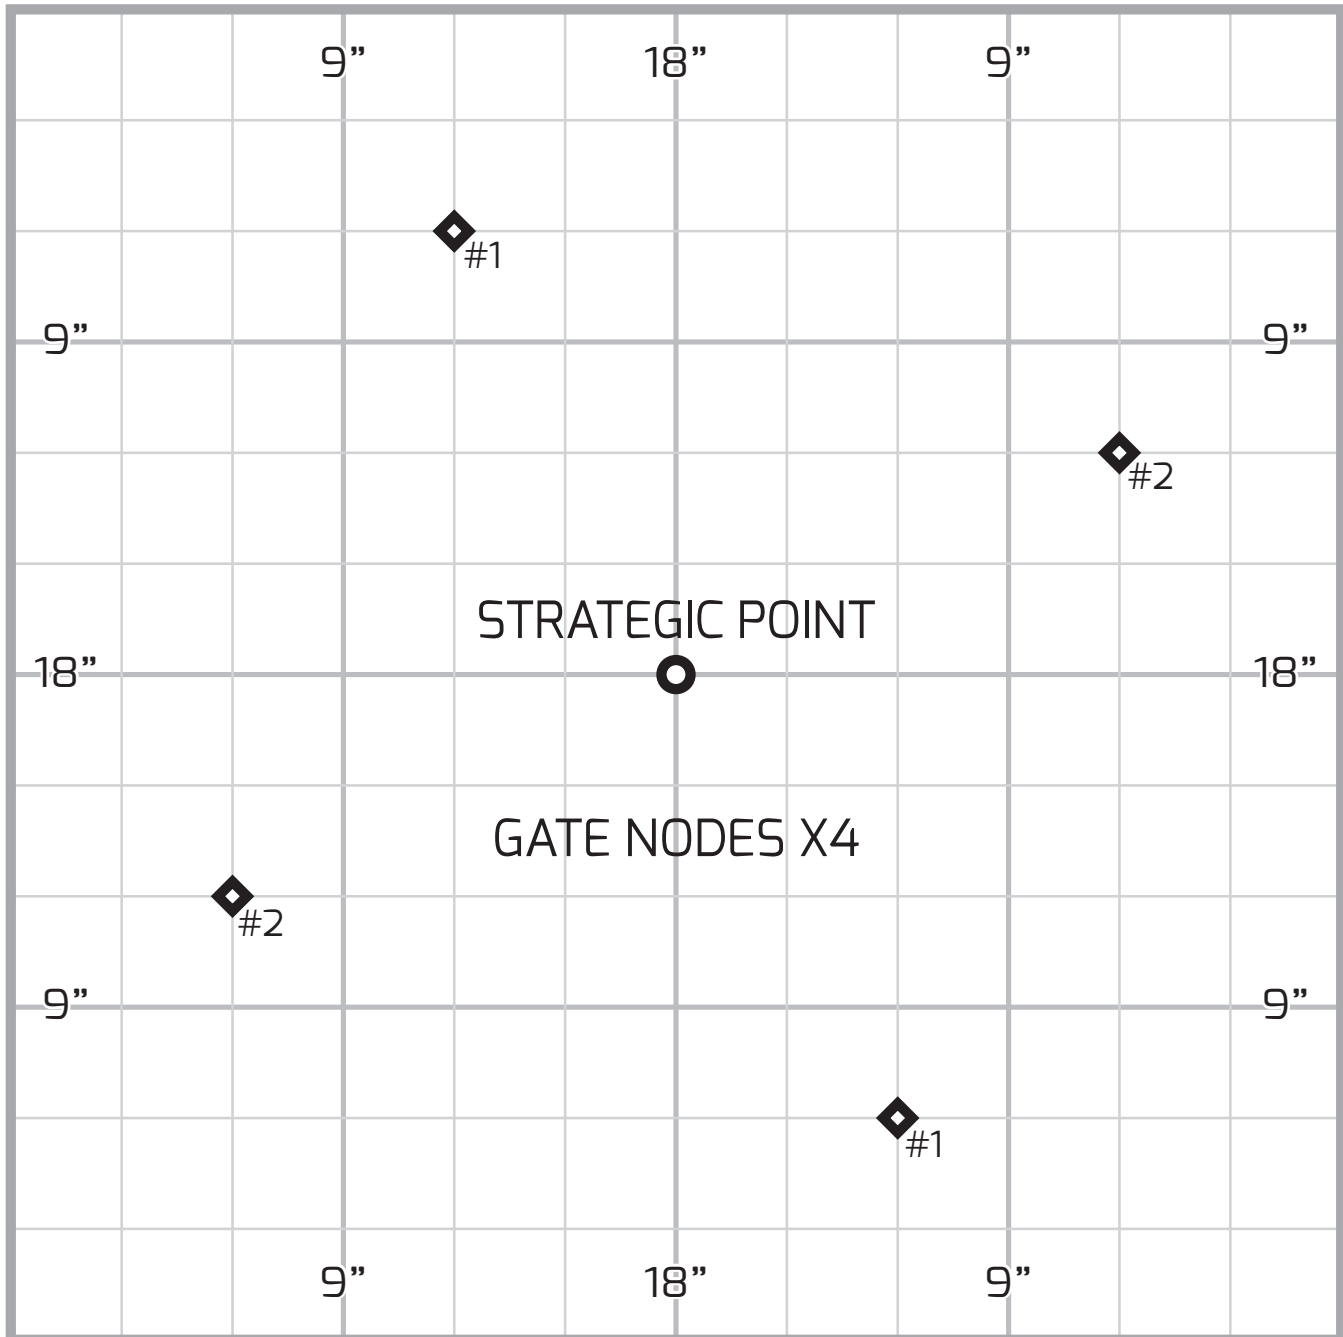 9” 18” 9”
#1
9” 9”
#2
STRATEGIC POINT
18” 18”
GATE NODES X4
#2
9” 9”
#1
9” 18” 9”